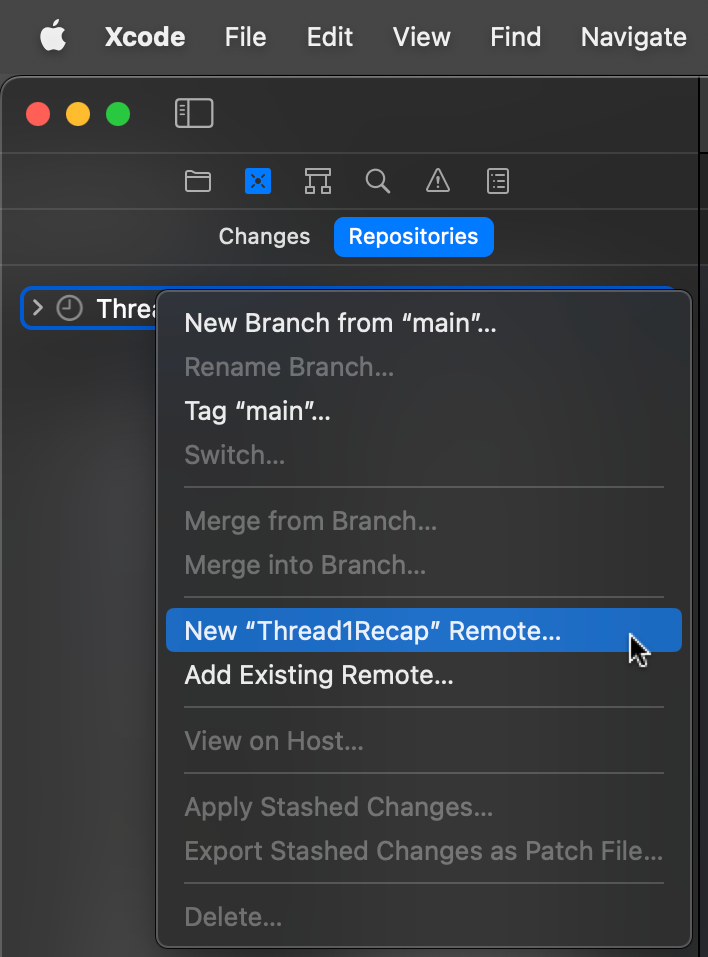 Xcode File Edit View Find Navigate
Changes Repositories
New Branch from “main”...
Rename Branch...
Tag “main”...
Switch...
Merge from Branch...
Merge into Branch...
New “Thread1Recap” Remote...
Add Existing Remote...
View on Host...
Apply Stashed Changes...
Export Stashed Changes as Patch File...
Delete...